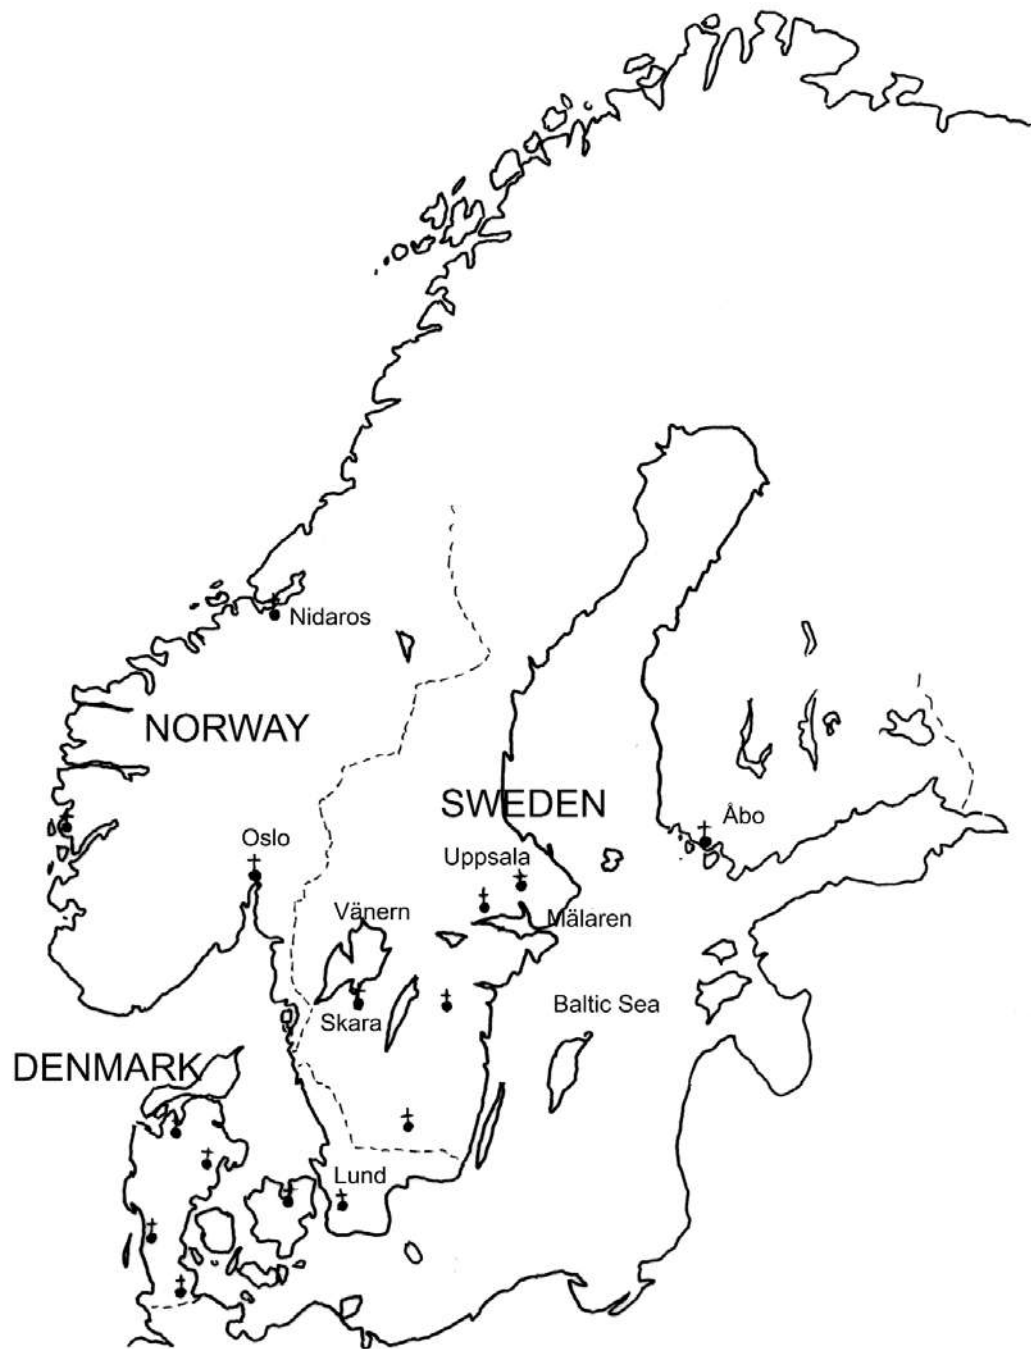 Nidaros
NORWAY
SWEDEN
Åbo
Oslo
Uppsala
Vänern
Mälaren
Baltic Sea
Skara
DENMARK
Lund